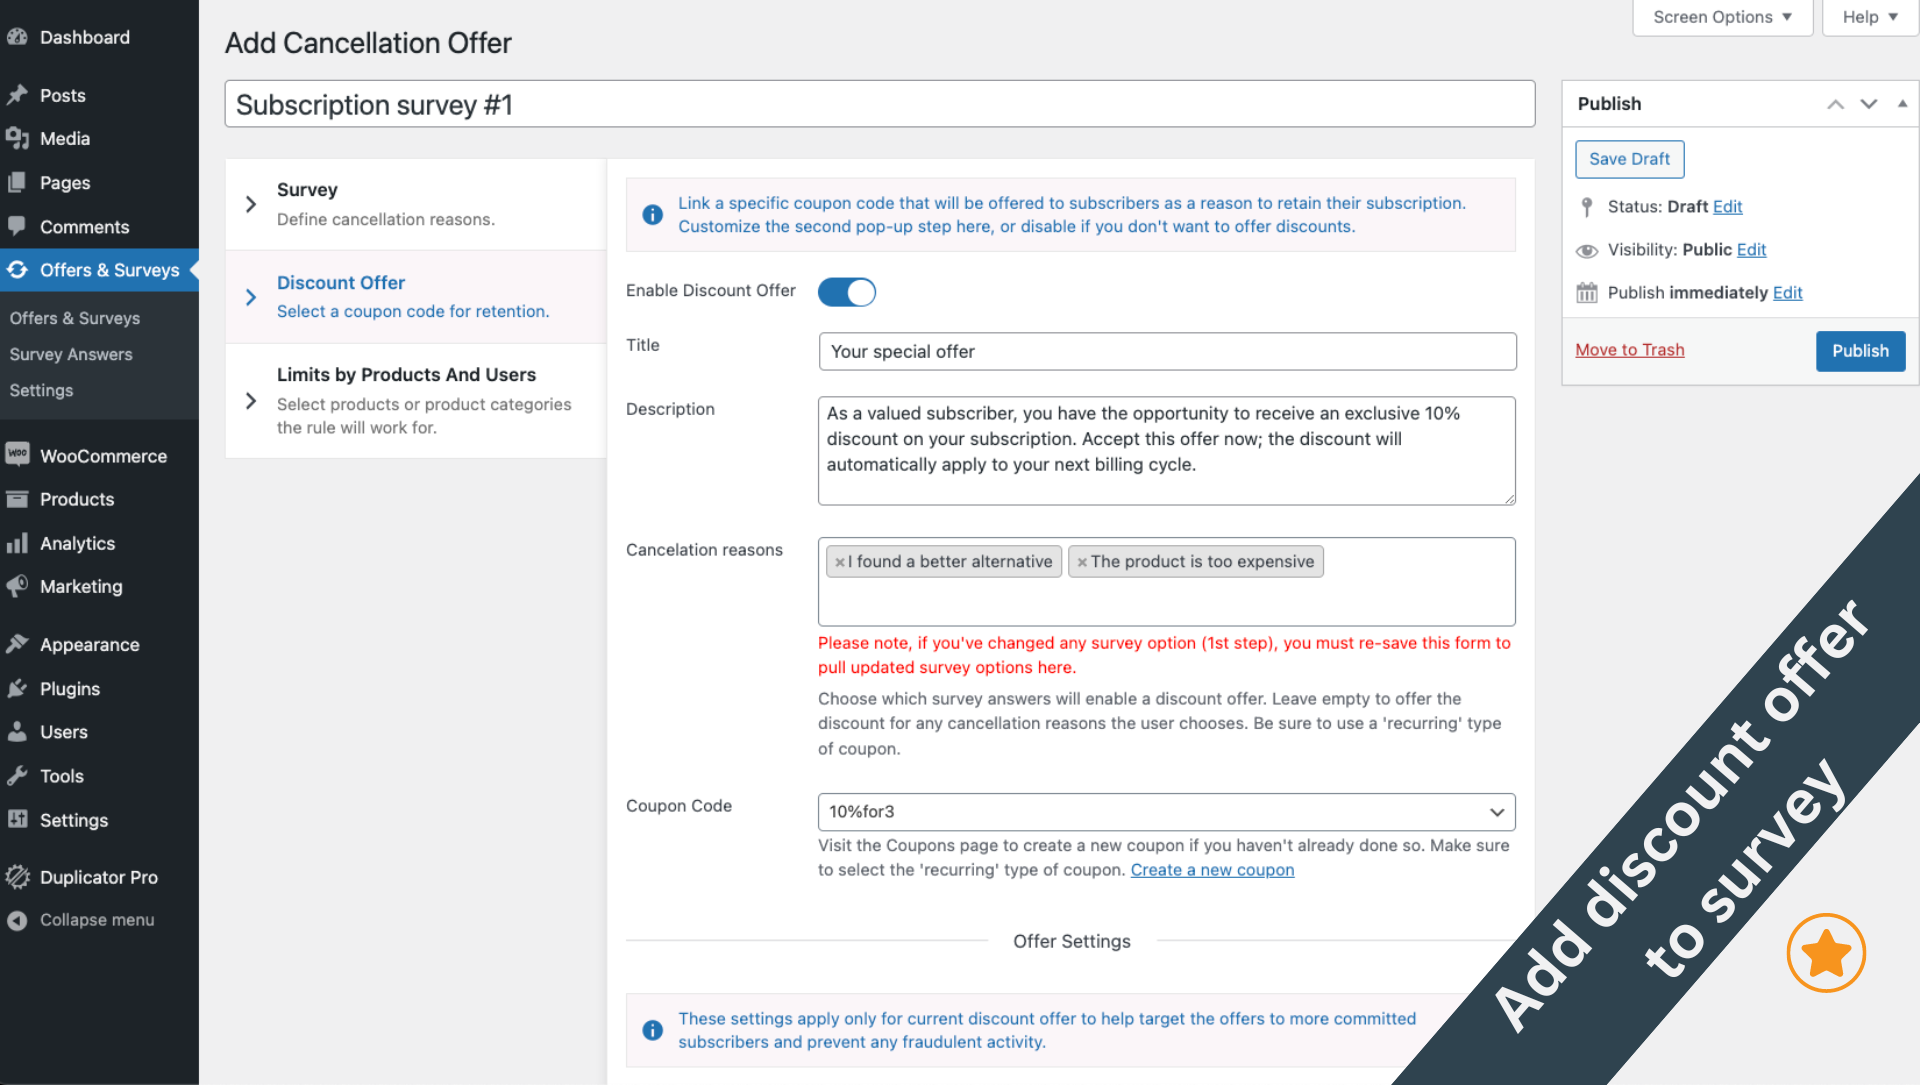 Dashboard
Posts
Media
Pages
Comments
Offers & Surveys
Offers & Surveys
Survey Answers
Settings
WOO WooCommerce
Products
Analytics
Marketing
Appearance
Plugins
Users
Tools
Settings
Duplicator Pro
Collapse menu
Screen Options
Help
Add Cancellation Offer
Subscription survey #1
Survey
Define cancellation reasons.
Discount Offer
Select a coupon code for retention.
Limits by Products And Users
Select products or product categories
the rule will work for.
Link a specific coupon code that will be offered to subscribers as a reason to retain their subscription.
Customize the second pop-up step here, or disable if you don't want to offer discounts.
Enable Discount Offer
Title
Your special offer
Description
As a valued subscriber, you have the opportunity to receive an exclusive 10%
discount on your subscription. Accept this offer now; the discount will
automatically apply to your next billing cycle.
Cancelation reasons
×I found a better alternative
×The product is too expensive
Please note, if you've changed any survey option (1st step), you must re-save this form to
pull updated survey options here.
Choose which survey answers will enable a discount offer. Leave empty to offer the
discount for any cancellation reasons the user chooses. Be sure to use a 'recurring' type
of coupon.
Coupon Code
10%for3
Visit the Coupons page to create a new coupon if you haven't already done so. Make sure
to select the 'recurring' type of coupon. Create a new coupon
Offer Settings
These settings apply only for current discount offer to help target the offers to more committed
subscribers and prevent any fraudulent activity.
Publish
Save Draft
Status: Draft Edit
Visibility: Public Edit
Publish immediately Edit
Move to Trash
Publish
Add discount offer
to survey